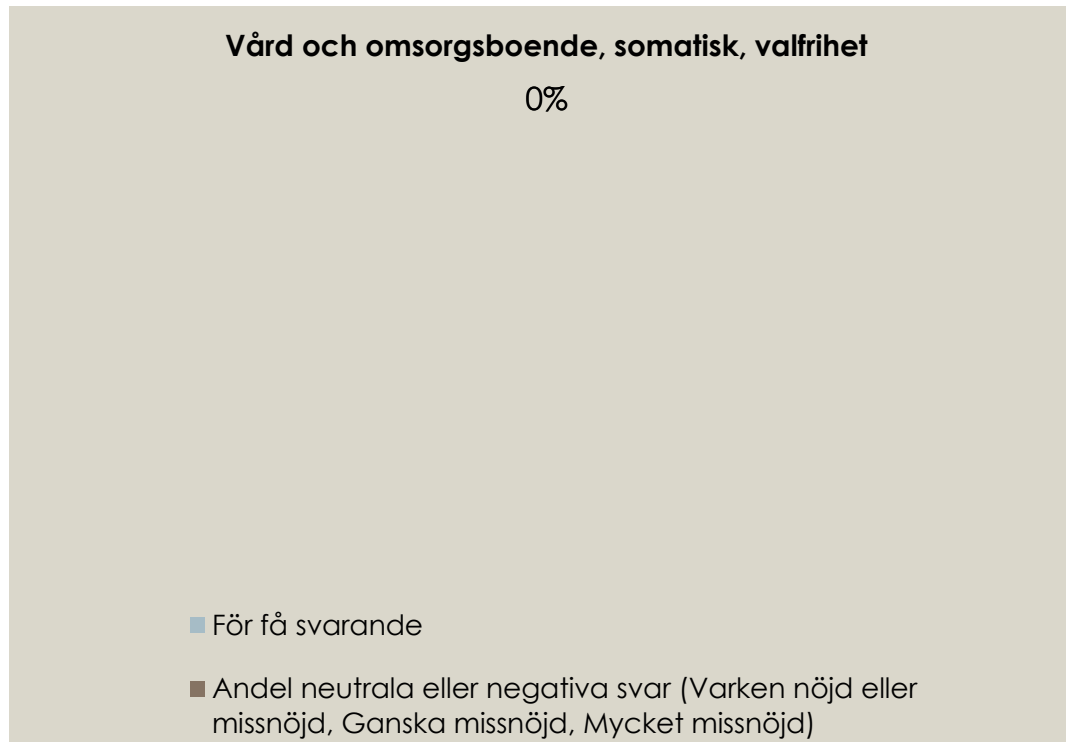 Vård och omsorgsboende, somatisk, valfrihet
0%
För få svarande
Andel neutrala eller negativa svar (Varken nöjd eller
missnöjd, Ganska missnöjd, Mycket missnöjd)